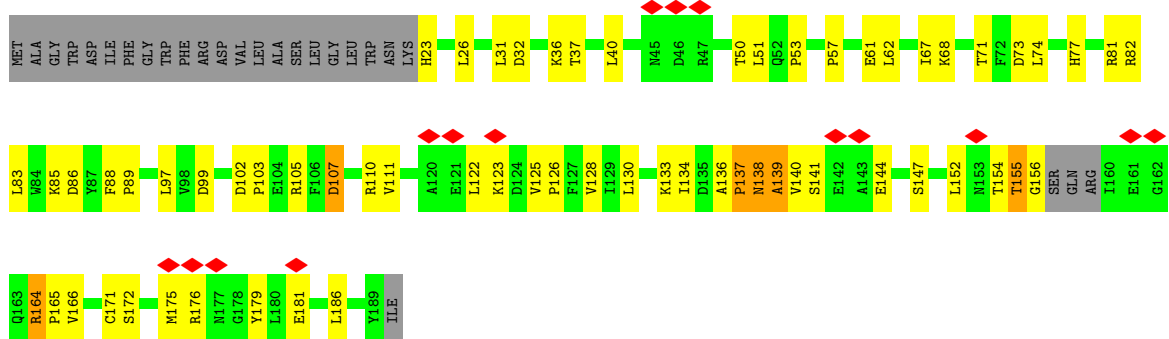 MET ALA GLY TRP ASP ILE PHE GLY TRP PHE ARG ASP VAL LEU ALA SER LEU GLY LEU TRP ASN LYS H23 L26 L31 D32 K36 T37 L40 N45 D46 R47 T50 L51 Q52 P53 P57 E61 L62 I67 K68 T71 F72 D73 L74 H77 R81 R82
L83 W84 K85 D86 Y87 F88 P89 L97 V98 D99 D102 P103 E104 R105 F106 D107 R110 V111 A120 E121 L122 K123 D124 V125 P126 F127 V128 I129 L130 K133 I134 D135 A136 P137 N138 A139 V140 S141 E142 A143 E144 S147 L152 N153 T154 T155 G156 SER GLN ARG I160 E161 G162
Q163 R164 P165 V166 C171 S172 M175 R176 N177 G178 Y179 L180 E181 L186 Y189 ILE